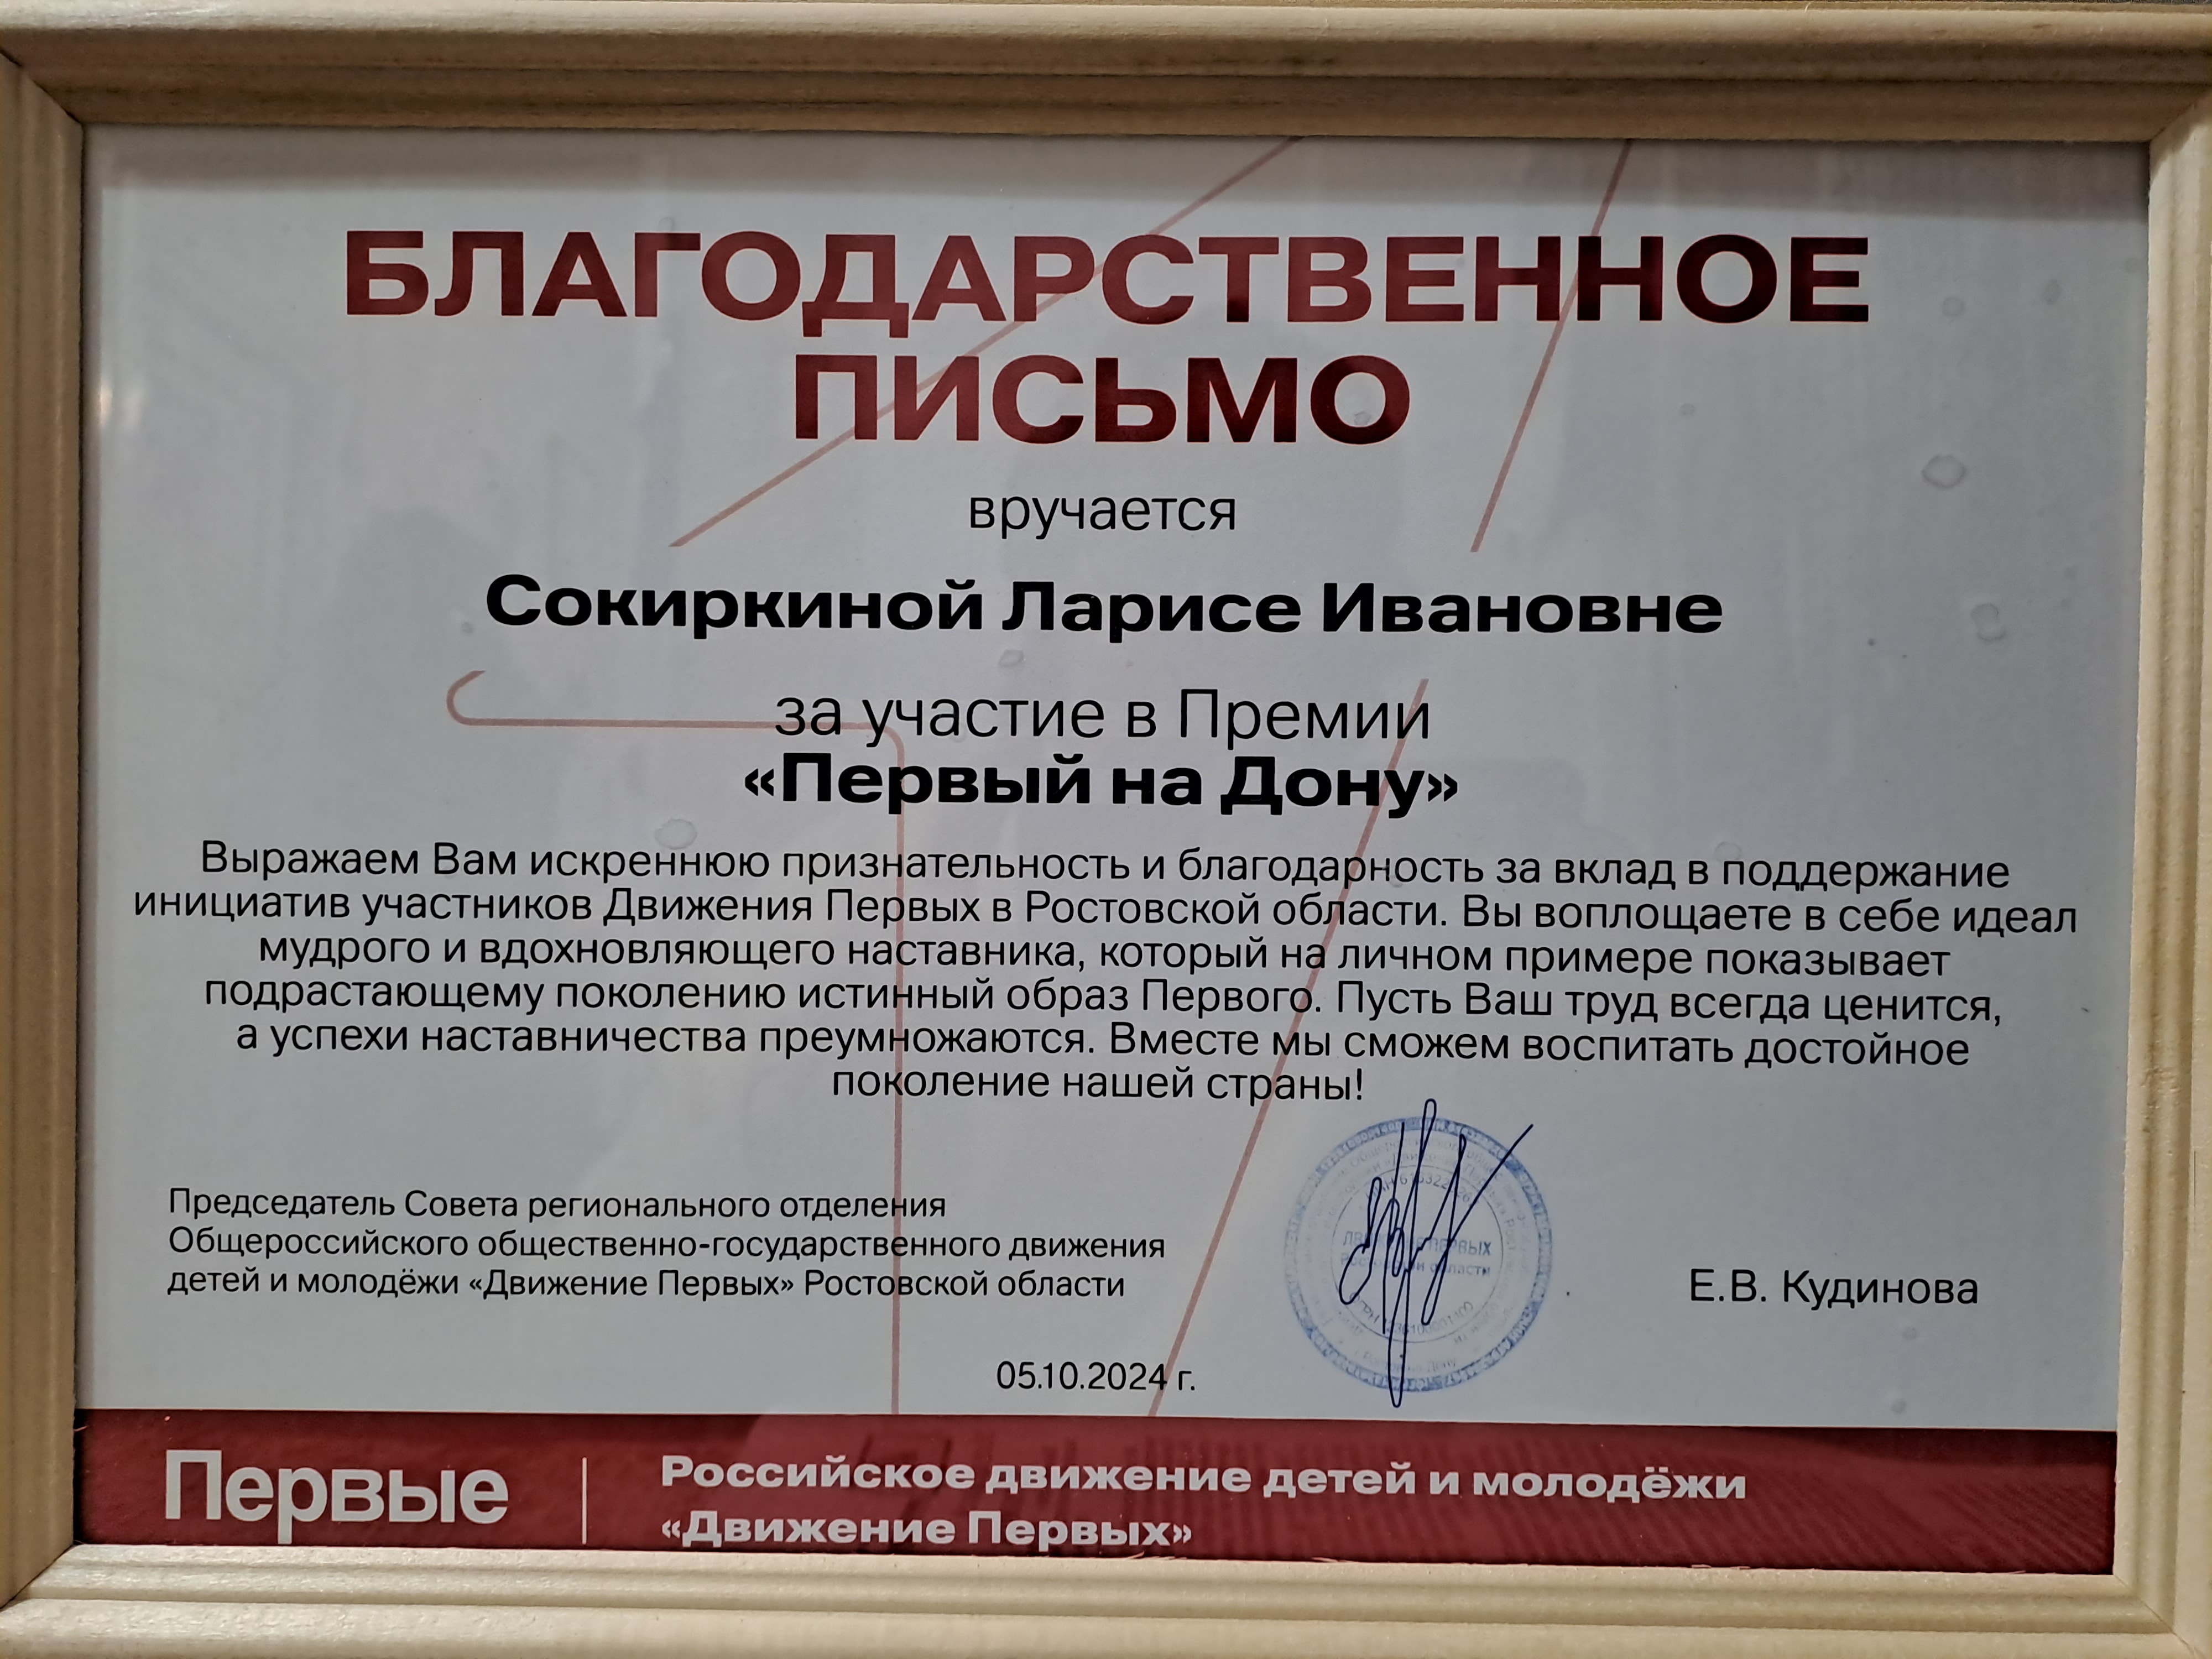 БЛАГОДАРСТВЕННОЕ
ПИСЬМО
вручается
Сокиркиной Ларисе Ивановне
за участие в Премии
«Первый на Дону»
Выражаем Вам искреннюю признательность и благодарность за вклад в поддержание
инициатив участников Движения Первых в Ростовской области. Вы воплощаете в себе идеал
мудрого и вдохновляющего наставника, который на личном примере показывает
подрастающему поколению истинный образ Первого. Пусть Ваш труд всегда ценится,
а успехи наставничества преумножаются. Вместе мы сможем воспитать достойное
поколение нашей страны!
Председатель Совета регионального отделения
Общероссийского общественно-государственного движения
детей и молодёжи «Движение Первых» Ростовской области
Е.В. Кудинова
05.10.2024 г.
Первые
Российское движение детей и молодёжи
«Движение Первых»